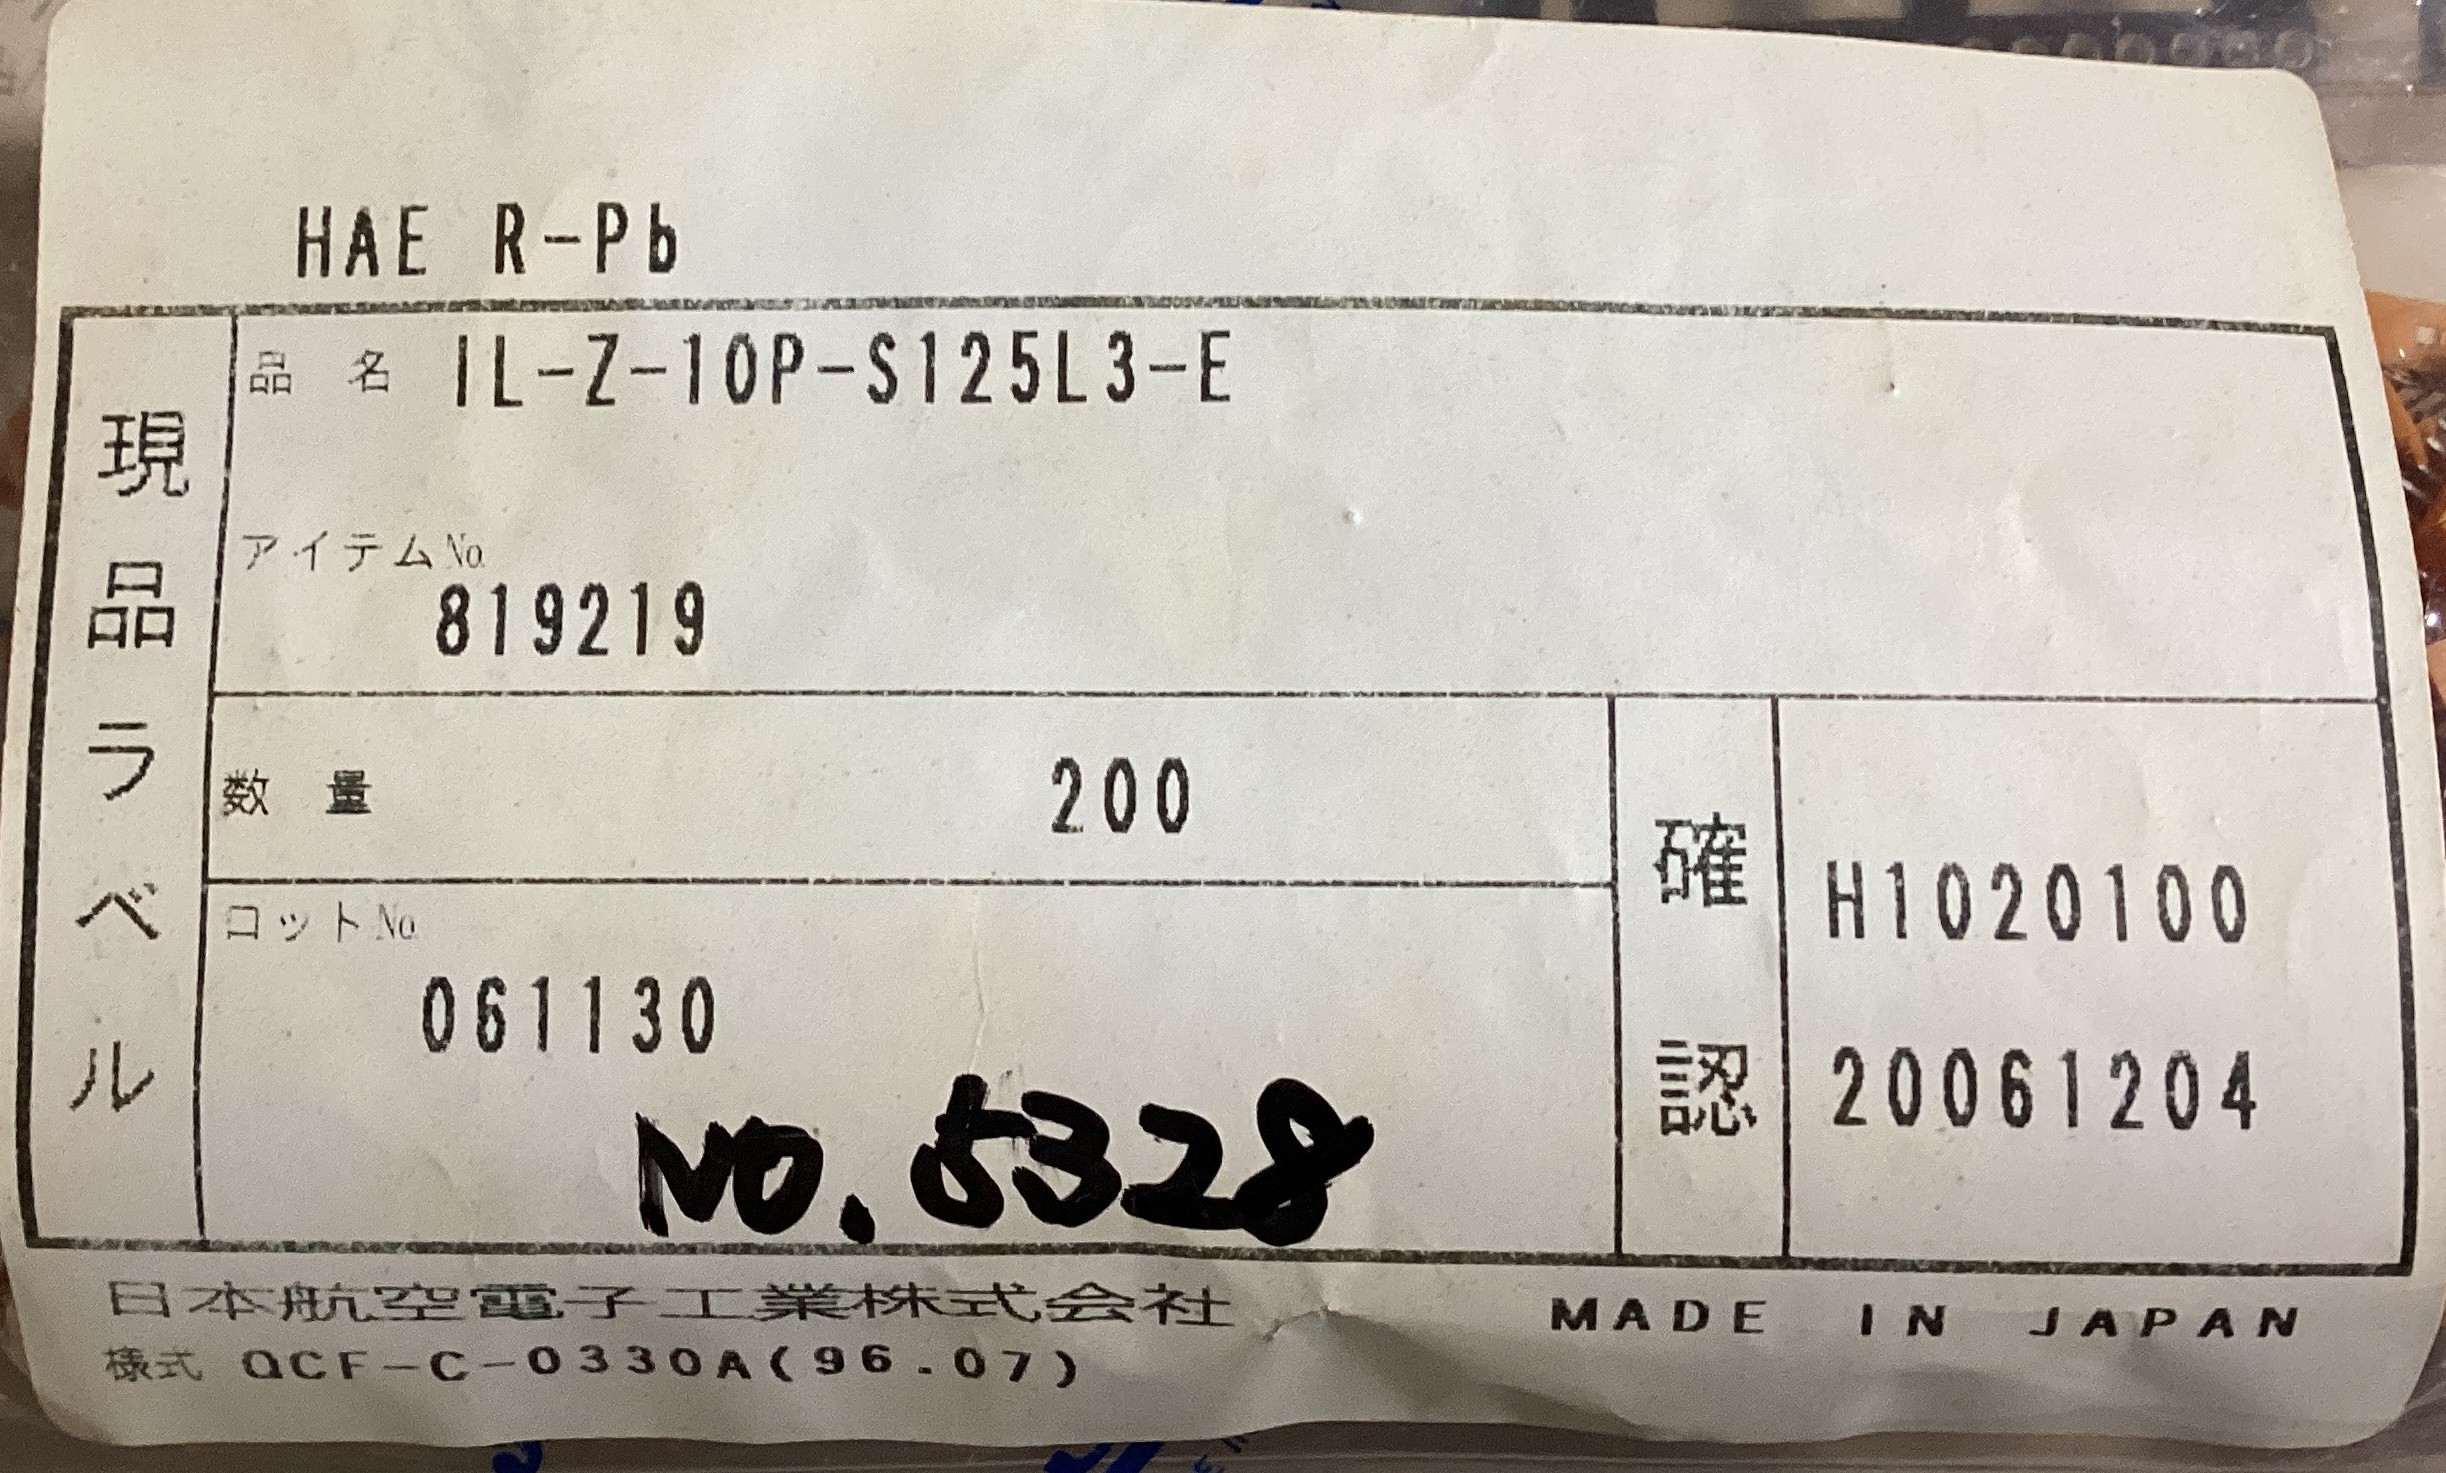 HAE R-Pb
現品ラベル
品名 IL-Z-10P-S125L3-E
アイテムNo.
819219
数量 200
ロットNo.
061130
NO.5328
確認
H1020100
20061204
日本航空電子工業株式会社
MADE IN JAPAN
様式 QCF-C-0330A(96.07)